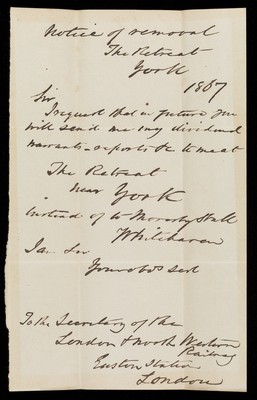 Notice of removal
The Retreat
York
1867
Sir
I request that in future you
will send me my dividend
warrants - reports &c to me at
The Retreat
near York
instead of to Moresby Hall
Whitehaven
I am Sir
Your obdt Sert
To the Secretary of the
London & North Western
Railway
Euston Station
London